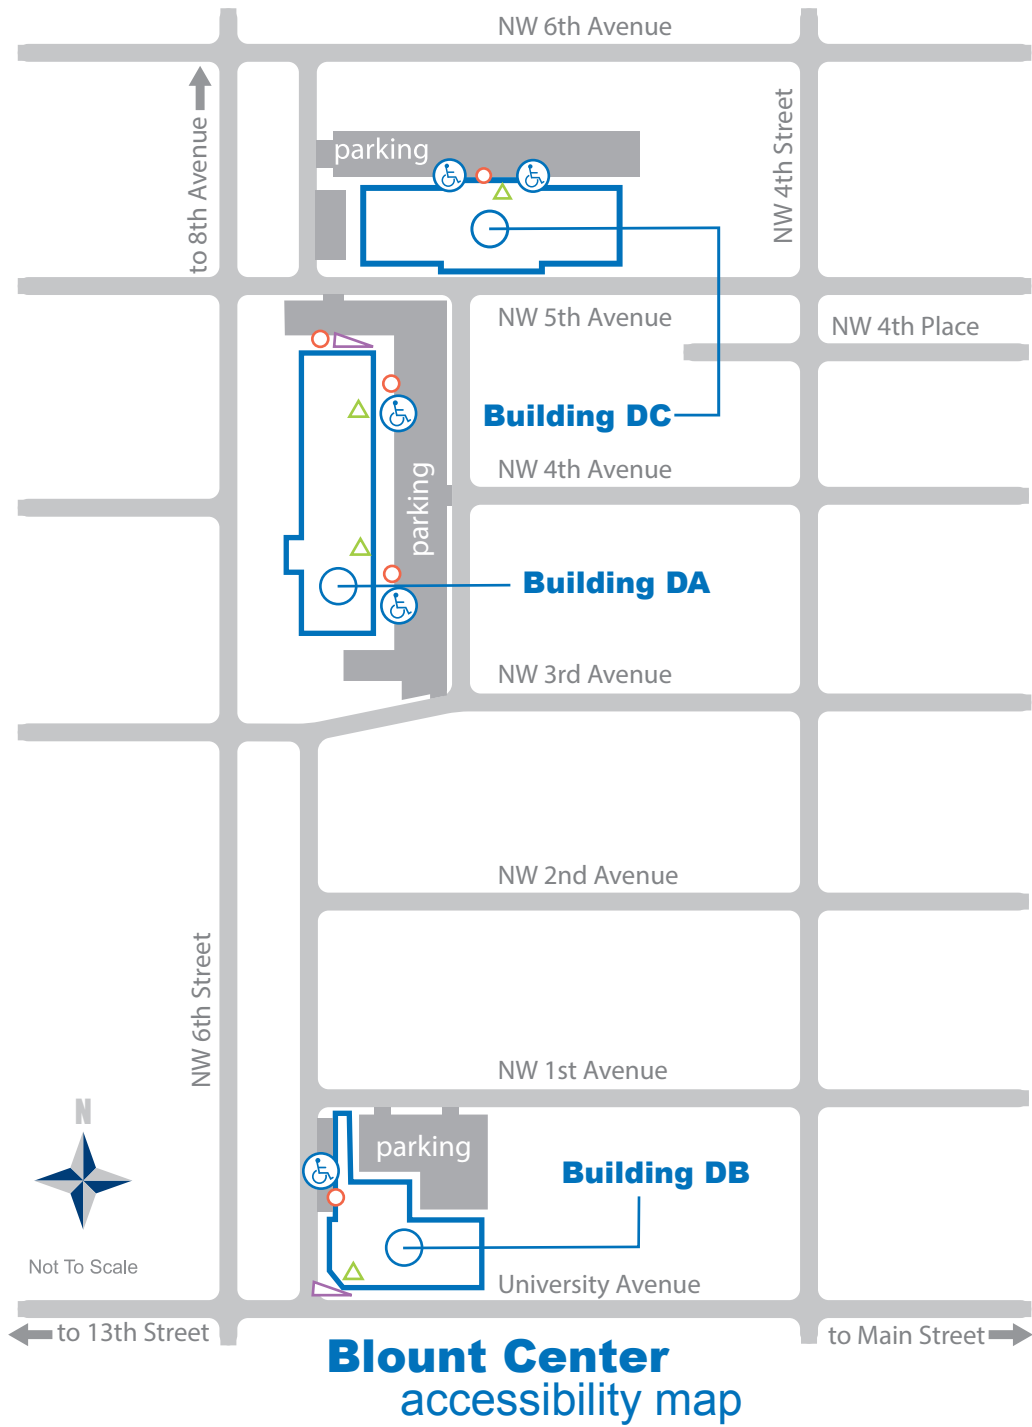 NW 6th Avenue
to 8th Avenue
parking
NW 4th Street
NW 5th Avenue
NW 4th Place
Building DC
NW 4th Avenue
parking
Building DA
NW 3rd Avenue
NW 2nd Avenue
NW 6th Street
NW 1st Avenue
N
parking
Building DB
Not To Scale
University Avenue
to 13th Street
to Main Street
Blount Center
accessibility map